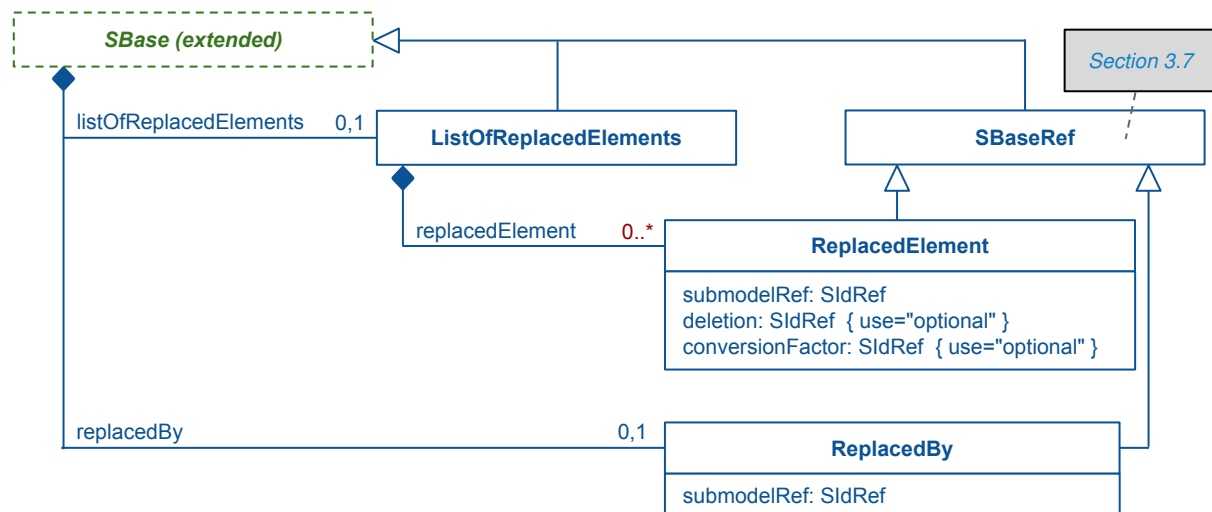 SBase (extended)
Section 3.7
listOfReplacedElements 0,1
ListOfReplacedElements
SBaseRef
replacedElement 0..*
ReplacedElement
submodelRef: SIdRef
deletion: SIdRef { use="optional" }
conversionFactor: SIdRef { use="optional" }
replacedBy 0,1
ReplacedBy
submodelRef: SIdRef